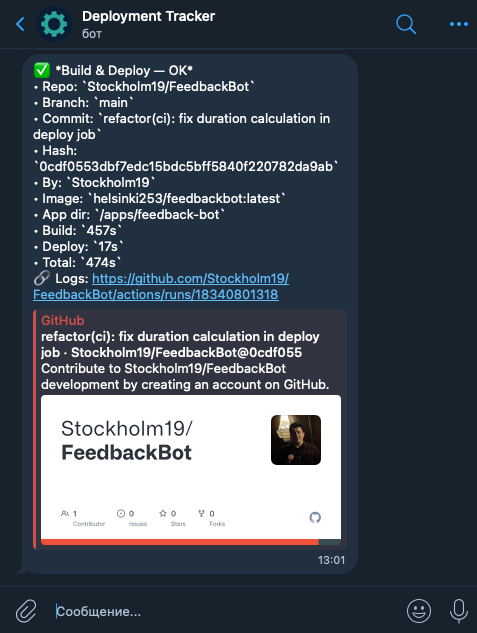 Deployment Tracker
бот
✅ *Build & Deploy — OK*
• Repo: `Stockholm19/FeedbackBot`
• Branch: `main`
• Commit: `refactor(ci): fix duration calculation in
deploy job`
• Hash:
`0cdf0553dbf7edc15bdc5bff5840f220782da9ab`
• By: `Stockholm19`
• Image: `helsinki253/feedbackbot:latest`
• App dir: `/apps/feedback-bot`
• Build: `457s`
• Deploy: `17s`
• Total: `474s`
🔗 Logs: https://github.com/Stockholm19/
FeedbackBot/actions/runs/18340801318
GitHub
refactor(ci): fix duration calculation in deploy
job · Stockholm19/FeedbackBot@0cdf055
Contribute to Stockholm19/FeedbackBot
development by creating an account on GitHub.
Stockholm19/
FeedbackBot
1 0 0 0
Contributor Issues Stars Forks
13:01
Сообщение...